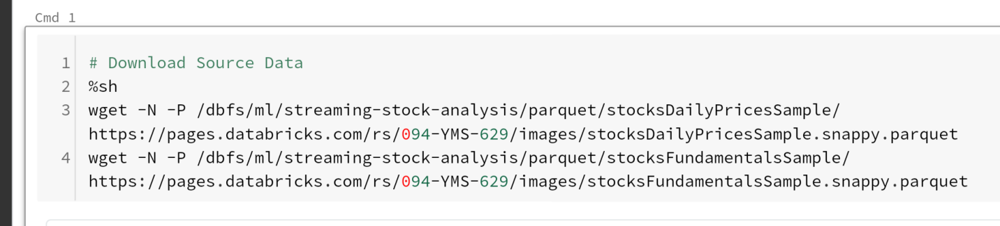 Cmd 1
1 # Download Source Data
2 %sh
3 wget -N -P /dbfs/ml/streaming-stock-analysis/parquet/stocksDailyPricesSample/
https://pages.databricks.com/rs/094-YMS-629/images/stocksDailyPricesSample.snappy.parquet
4 wget -N -P /dbfs/ml/streaming-stock-analysis/parquet/stocksFundamentalsSample/
https://pages.databricks.com/rs/094-YMS-629/images/stocksFundamentalsSample.snappy.parquet